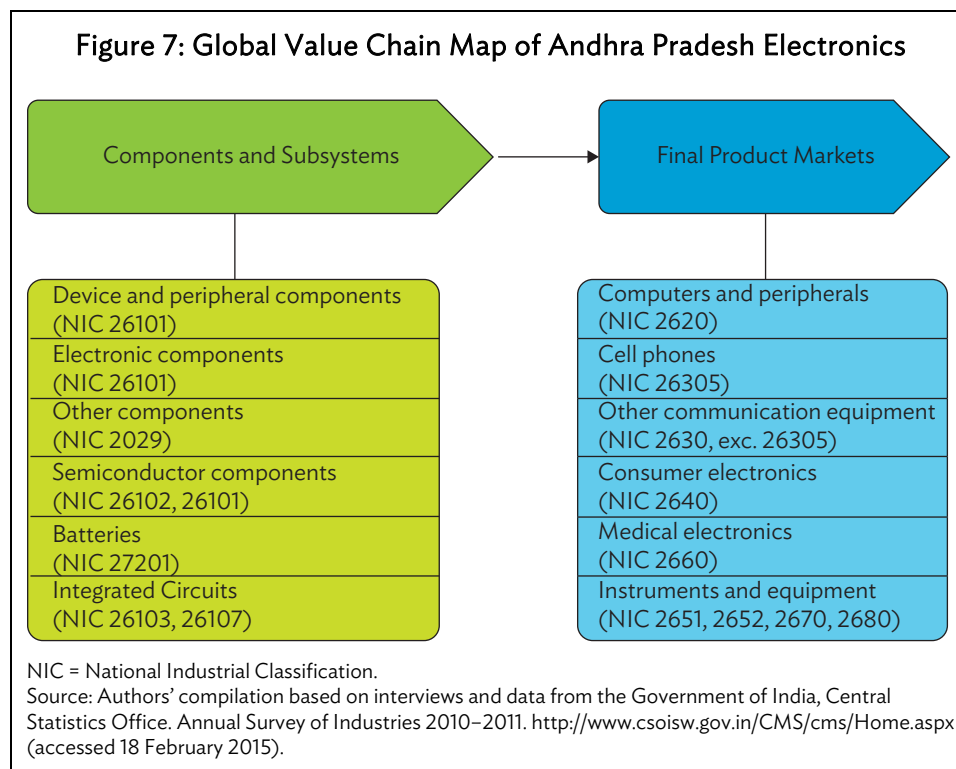 Figure 7: Global Value Chain Map of Andhra Pradesh Electronics
Components and Subsystems
Final Product Markets
Device and peripheral components
(NIC 26101)
Electronic components
(NIC 26101)
Other components
(NIC 2029)
Semiconductor components
(NIC 26102, 26101)
Batteries
(NIC 27201)
Integrated Circuits
(NIC 26103, 26107)
Computers and peripherals
(NIC 2620)
Cell phones
(NIC 26305)
Other communication equipment
(NIC 2630, exc. 26305)
Consumer electronics
(NIC 2640)
Medical electronics
(NIC 2660)
Instruments and equipment
(NIC 2651, 2652, 2670, 2680)
NIC = National Industrial Classification.
Source: Authors’ compilation based on interviews and data from the Government of India, Central
Statistics Office. Annual Survey of Industries 2010–2011. http://www.csoisw.gov.in/CMS/cms/Home.aspx
(accessed 18 February 2015).